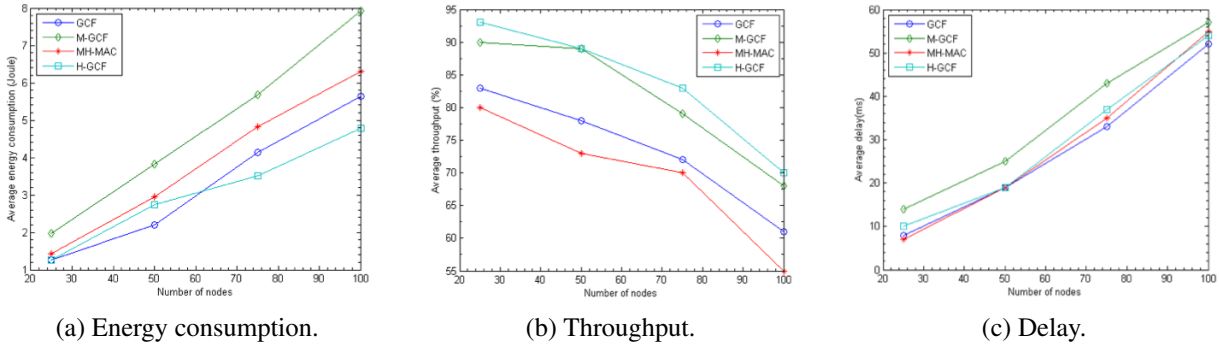 8
7
6
5
4
3
2
1
20
30
40
50
60
70
80
90
100
Average energy consumption (Joule)
Number of nodes
GCF
M-GCF
MH-MAC
H-GCF
(a) Energy consumption.
95
90
85
80
75
70
65
60
55
20
30
40
50
60
70
80
90
100
Average throughput (%)
Number of nodes
GCF
M-GCF
MH-MAC
H-GCF
(b) Throughput.
60
50
40
30
20
10
0
20
30
40
50
60
70
80
90
100
Average delay(ms)
Number of nodes
GCF
M-GCF
MH-MAC
H-GCF
(c) Delay.